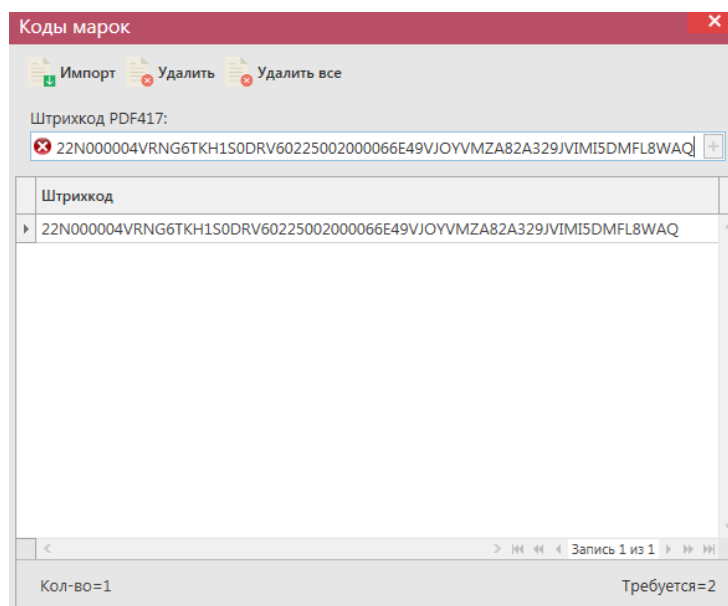 Коды марок
Импорт Удалить Удалить все
Штрихкод PDF417:
22N000004VRNG6TKH1S0DRV60225002000066E49VJOYVMZA82A329JVIMI5DMFL8WAQ
Штрихкод
22N000004VRNG6TKH1S0DRV60225002000066E49VJOYVMZA82A329JVIMI5DMFL8WAQ
Запись 1 из 1
Кол-во=1 Требуется=2